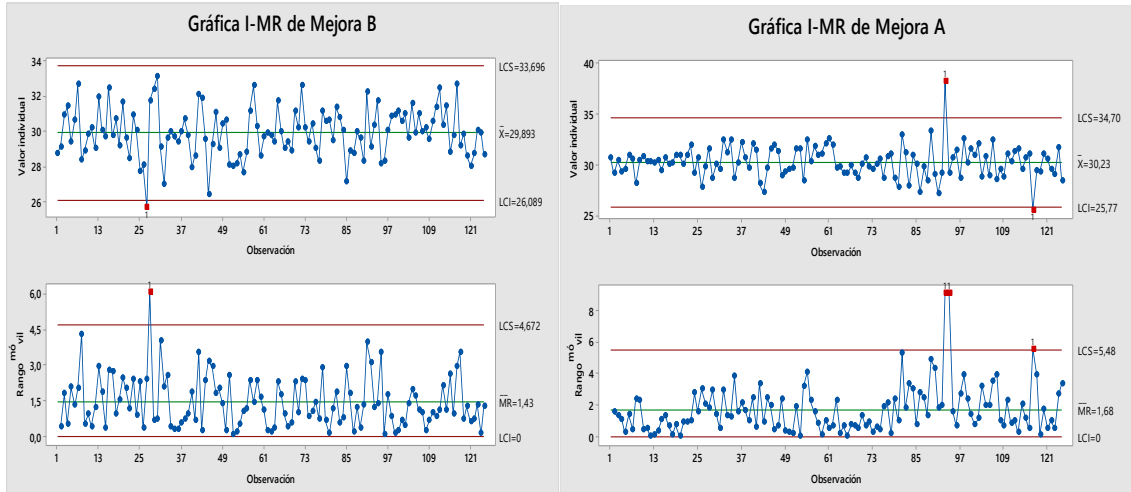 Gráfica I-MR de Mejora B
Valor individual
34
32
30
28
26
1 13 25 37 49 61 73 85 97 109 121
Observación
LCS=33,696
X=29,893
LCI=26,089
1
Rango móvil
6,0
4,5
3,0
1,5
0,0
1 13 25 37 49 61 73 85 97 109 121
Observación
LCS=4,672
MR=1,43
LCI=0
1
Gráfica I-MR de Mejora A
Valor individual
40
35
30
25
1 13 25 37 49 61 73 85 97 109 121
Observación
LCS=34,70
X=30,23
LCI=25,77
1
1
Rango móvil
8
6
4
2
0
1 13 25 37 49 61 73 85 97 109 121
Observación
LCS=5,48
MR=1,68
LCI=0
1 1
1